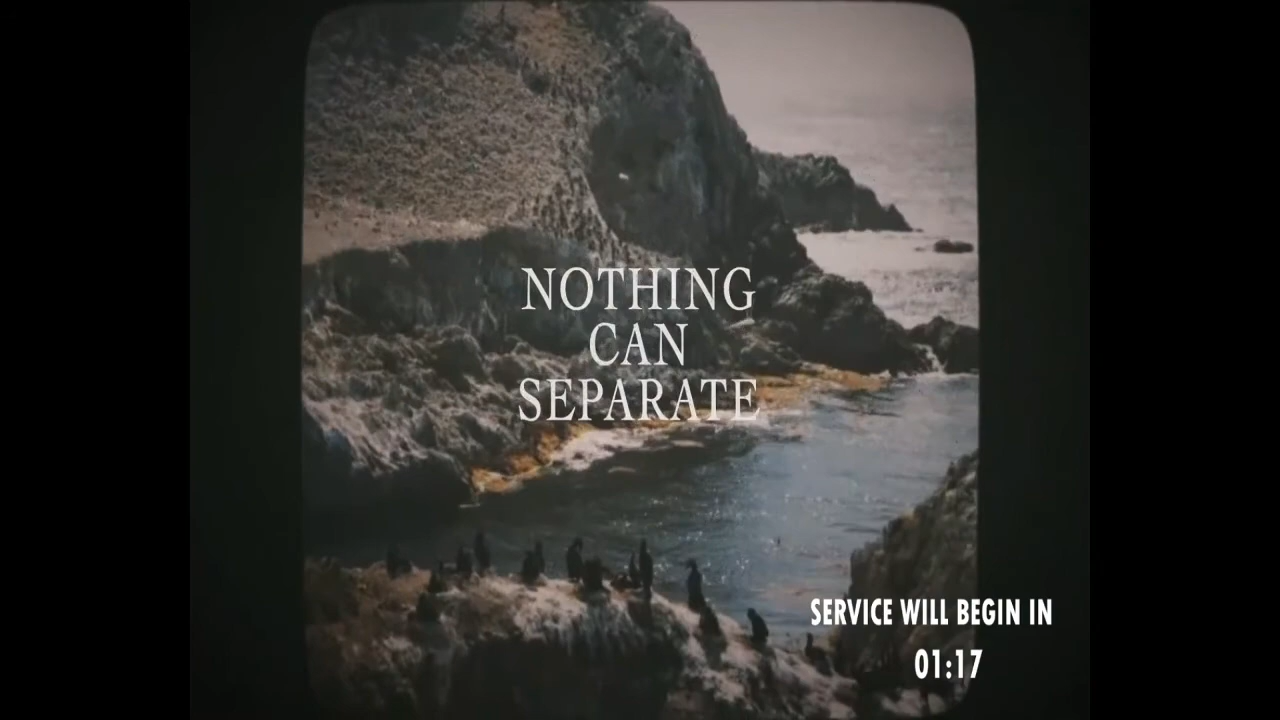 NOTHING
CAN
SEPARATE
SERVICE WILL BEGIN IN
01:17